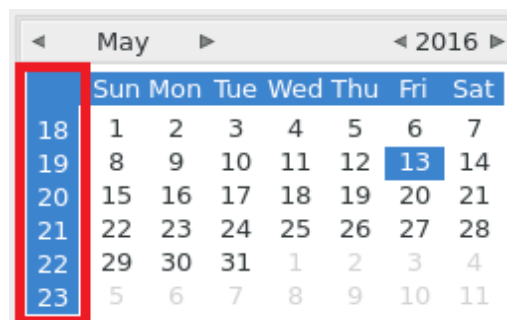 May 2016
Sun Mon Tue Wed Thu Fri Sat
18 1 2 3 4 5 6 7
19 8 9 10 11 12 13 14
20 15 16 17 18 19 20 21
21 22 23 24 25 26 27 28
22 29 30 31 1 2 3 4
23 5 6 7 8 9 10 11